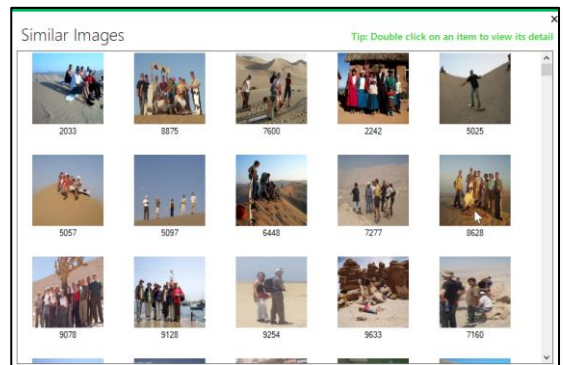 Similar Images
Tip: Double click on an item to view its detail
2033 8875 7600 2242 5025
5057 5097 6448 7277 8628
9078 9128 9254 9633 7160